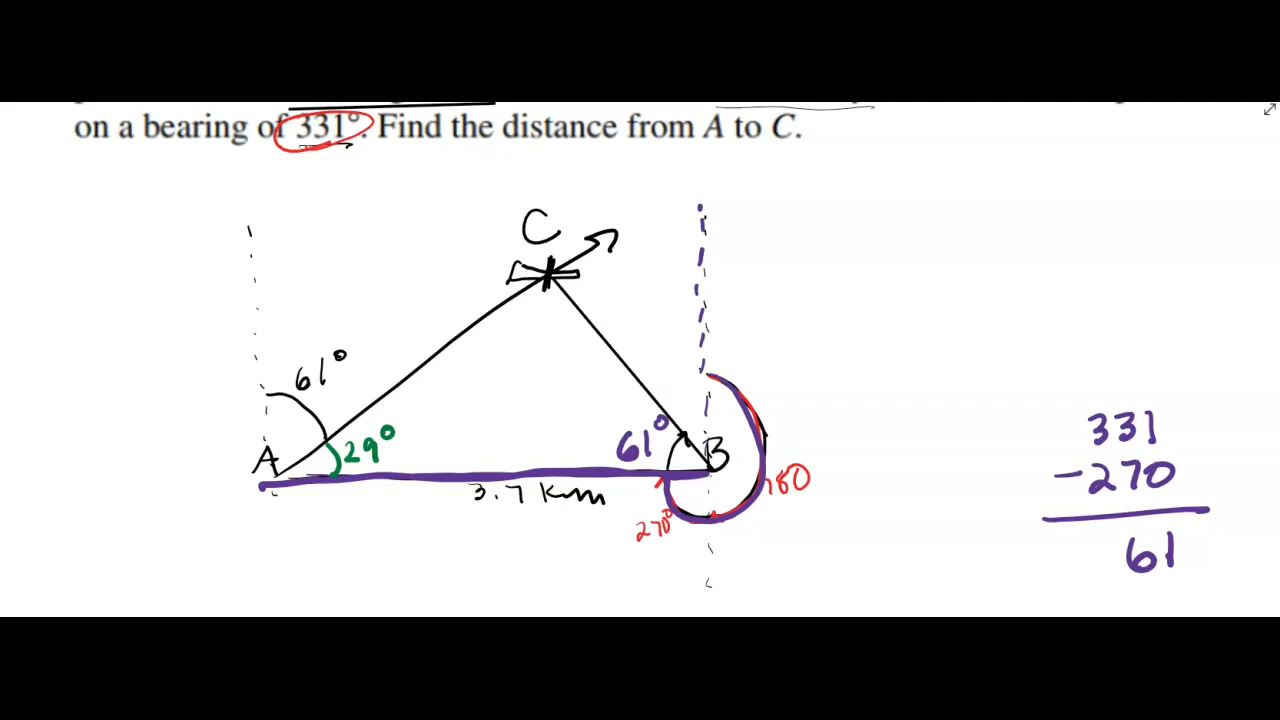 on a bearing of 331°. Find the distance from A to C.
C
61°
A
29°
61°
B
3.7 km
270°
180
331
-270
61